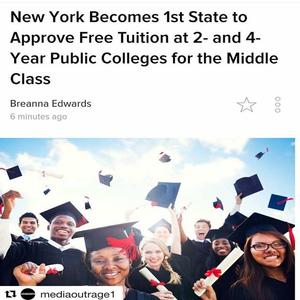 New York Becomes 1st State to
Approve Free Tuition at 2- and 4-
Year Public Colleges for the Middle
Class
Breanna Edwards
6 minutes ago
mediaoutrage1